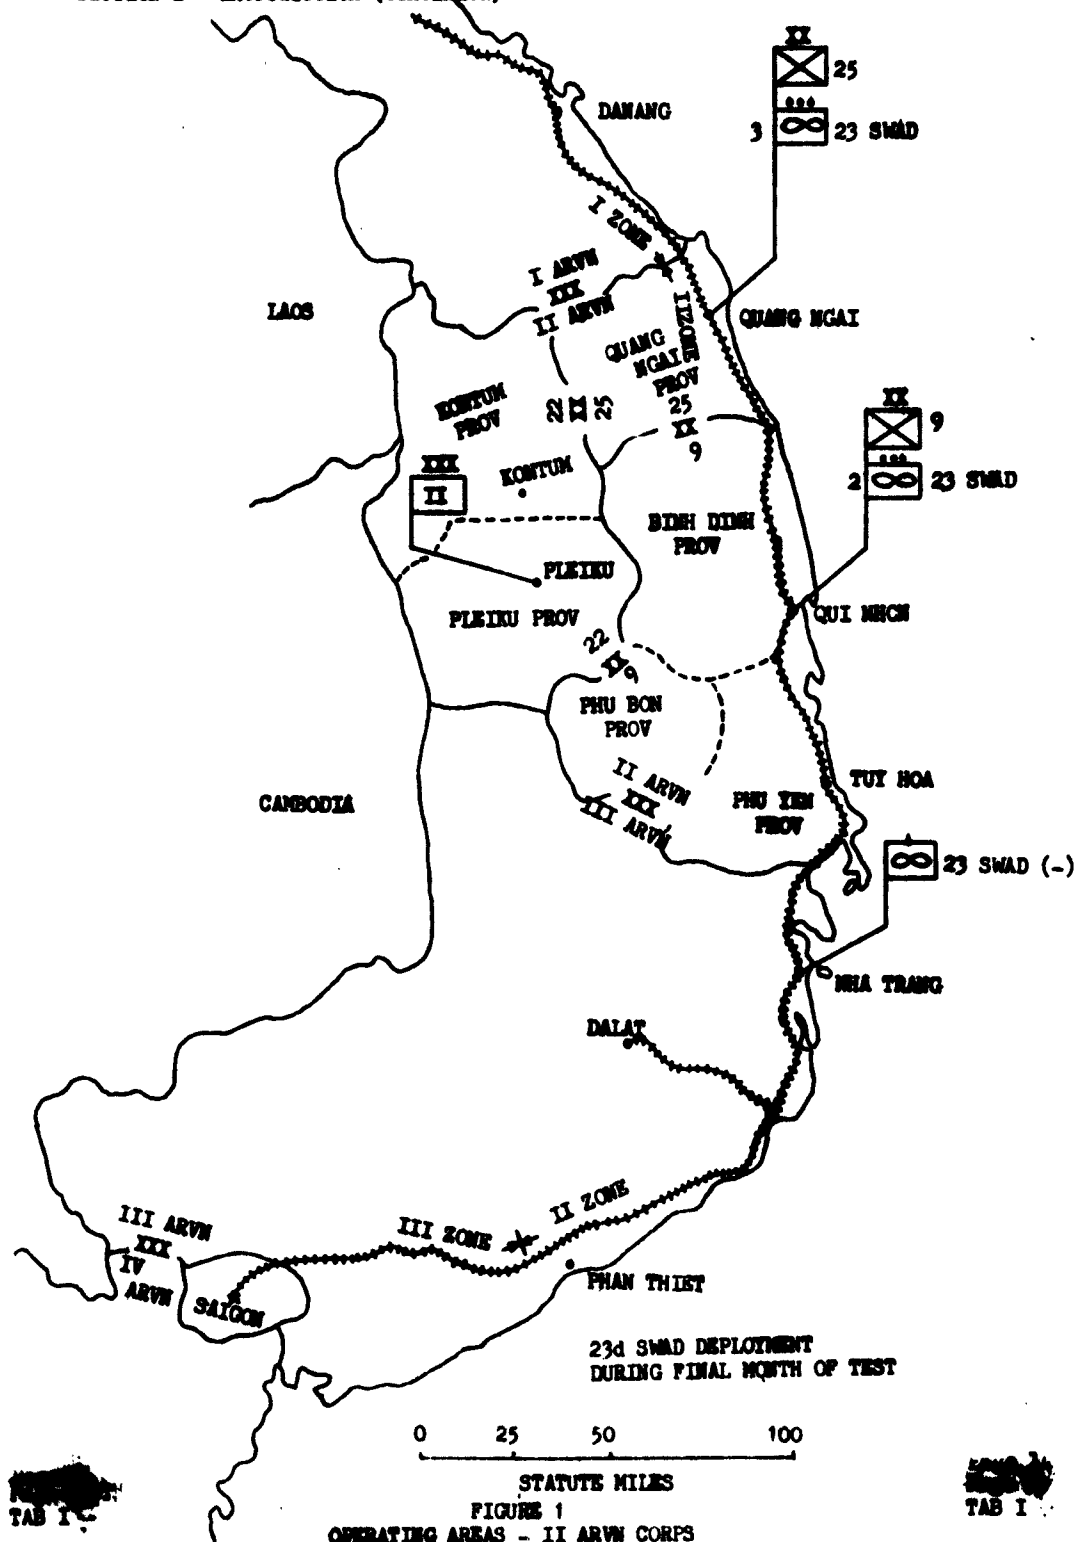 XX
25
3
23 SWAD
DANANG
I ZONE
I ARVN
XXX
II ARVN
II ZONE
LAOS
QUANG NGAI
QUANG
NGAI
PROV
KONTUM
PROV
22
XX
25
25
XX
9
XX
9
2
23 SWAD
XXX
II
KONTUM
BINH DINH
PROV
PLEIKU
PLEIKU PROV
QUI NHON
22
XX
9
PHU BON
PROV
II ARVN
XXX
III ARVN
TUY HOA
PHU YEN
PROV
CAMBODIA
23 SWAD (-)
NHA TRANG
DALAT
III ARVN
XXX
IV
ARVN
III ZONE
II ZONE
SAIGON
PHAN THIET
23d SWAD DEPLOYMENT
DURING FINAL MONTH OF TEST
0 25 50 100
STATUTE MILES
FIGURE 1
OPERATING AREAS - II ARVN CORPS
TAB I
TAB I